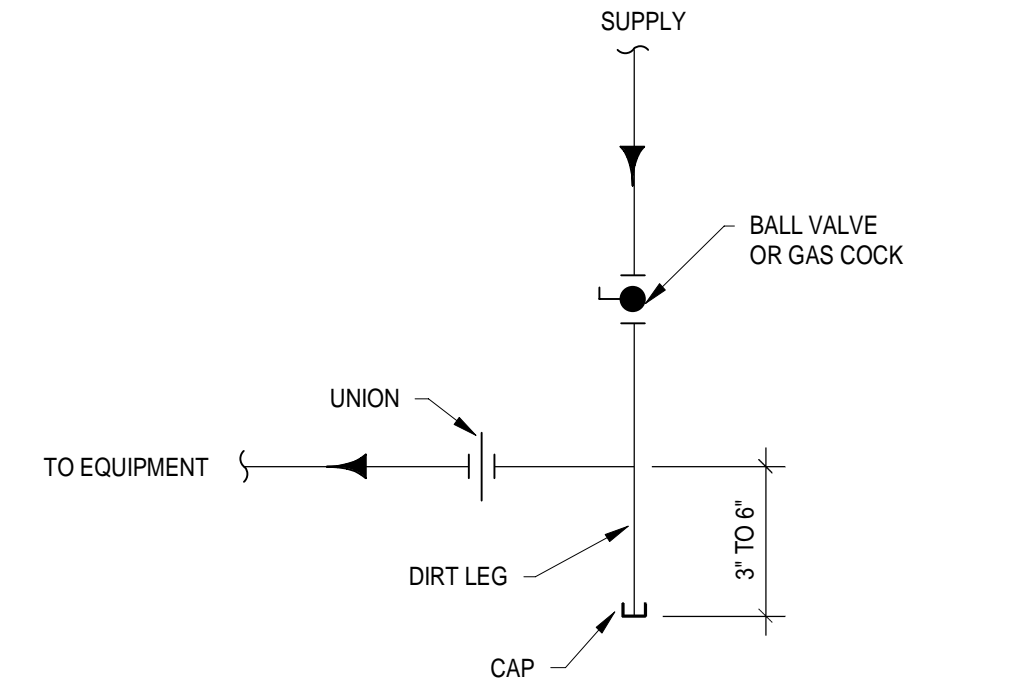 SUPPLY
BALL VALVE
OR GAS COCK
UNION
TO EQUIPMENT
3" TO 6"
DIRT LEG
CAP